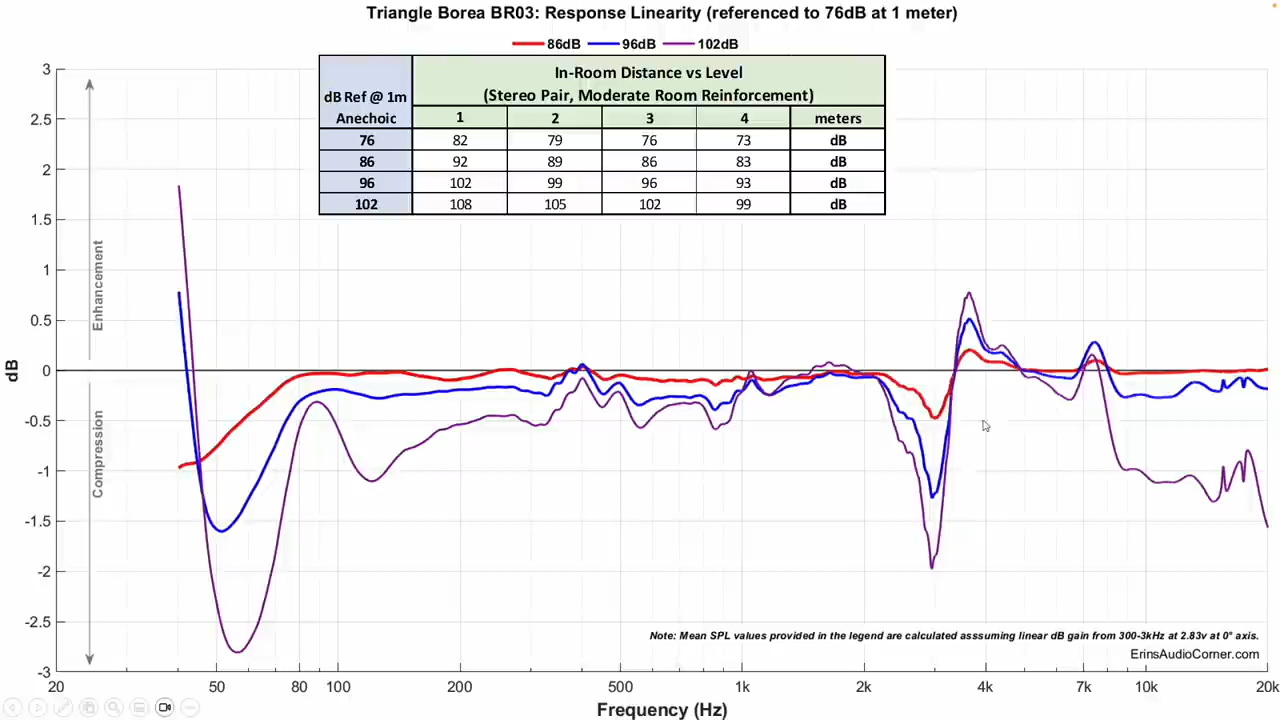 Triangle Borea BR03: Response Linearity (referenced to 76dB at 1 meter)
86dB 96dB 102dB
dB Ref @ 1m
Anechoic
In-Room Distance vs Level
(Stereo Pair, Moderate Room Reinforcement)
1 2 3 4 meters
76 82 79 76 73 dB
86 92 89 86 83 dB
96 102 99 96 93 dB
102 108 105 102 99 dB
3
2.5
2
1.5
1
0.5
0
-0.5
-1
-1.5
-2
-2.5
-3
dB
Enhancement
Compression
Note: Mean SPL values provided in the legend are calculated asssuming linear dB gain from 300-3kHz at 2.83v at 0° axis.
ErinsAudioCorner.com
20 50 80 100 200 500 1k 2k 4k 7k 10k 20k
Frequency (Hz)